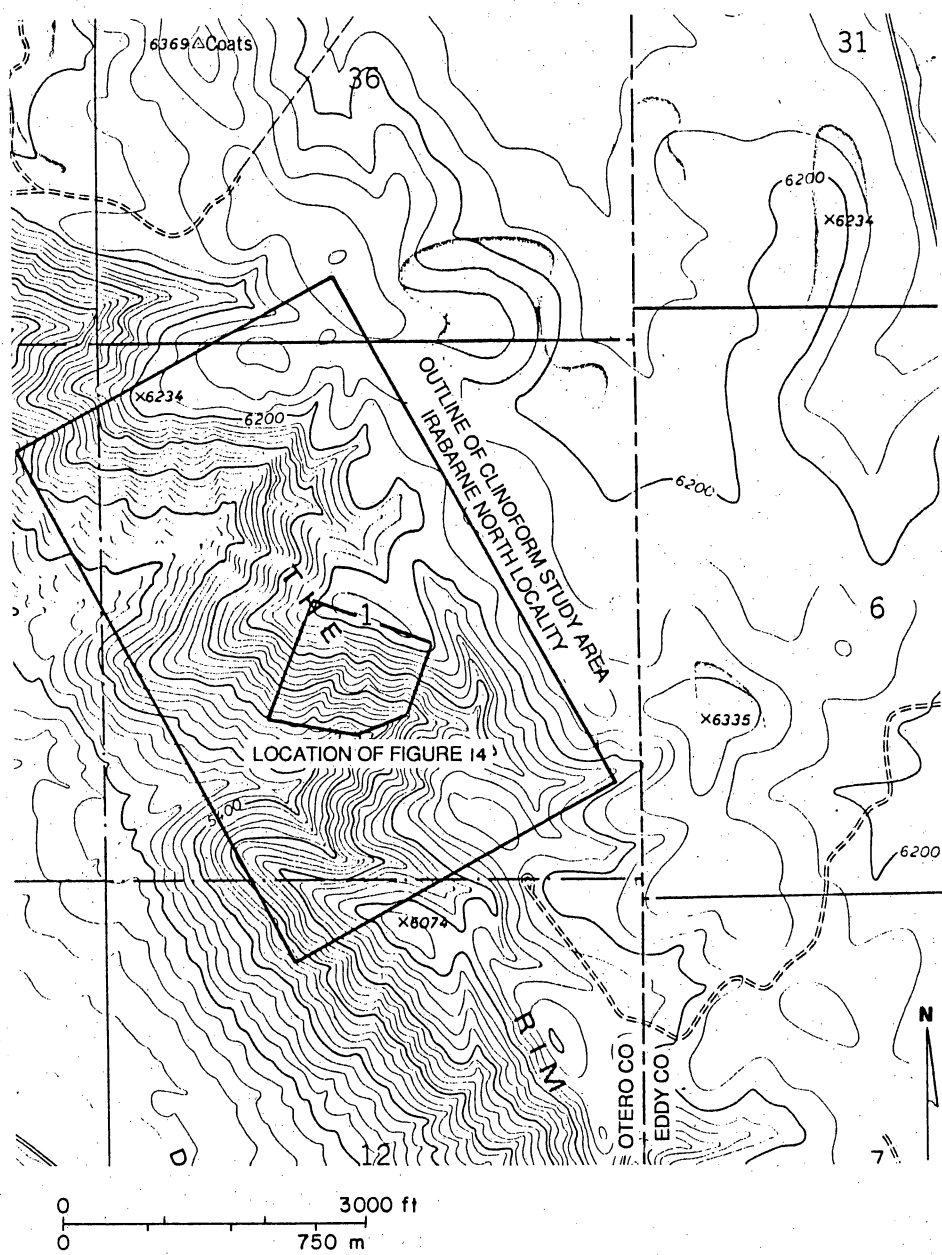 6369 Coats
36
31
6200
×6234
×6234
6200
OUTLINE OF CLINOFORM STUDY AREA
IRABARNE NORTH LOCALITY
6200
THE
1
6
×6335
LOCATION OF FIGURE 14
6200
RIM
N
OTERO CO
EDDY CO
D
12
7
0 3000 ft
0 750 m